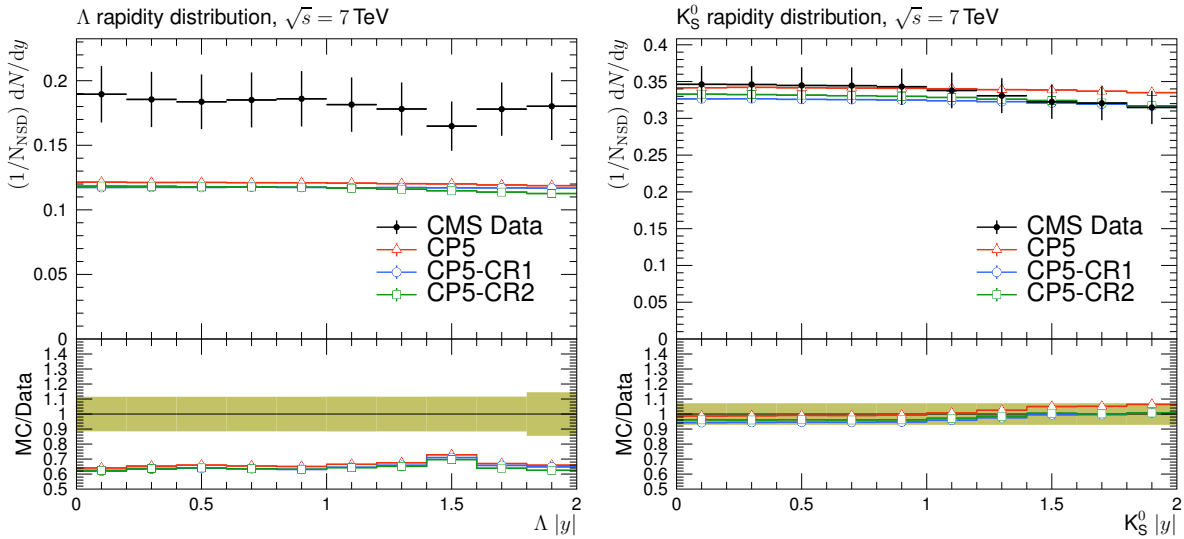 Λ rapidity distribution, √s = 7 TeV
(1/N_NSD) dN/dy
0.2
0.15
0.1
0.05
0
CMS Data
CP5
CP5-CR1
CP5-CR2
MC/Data
1.4
1.3
1.2
1.1
1
0.9
0.8
0.7
0.6
0.5
0 0.5 1 1.5 2
Λ |y|
K_S^0 rapidity distribution, √s = 7 TeV
(1/N_NSD) dN/dy
0.4
0.35
0.3
0.25
0.2
0.15
0.1
0.05
0
CMS Data
CP5
CP5-CR1
CP5-CR2
MC/Data
1.4
1.3
1.2
1.1
1
0.9
0.8
0.7
0.6
0.5
0 0.5 1 1.5 2
K_S^0 |y|